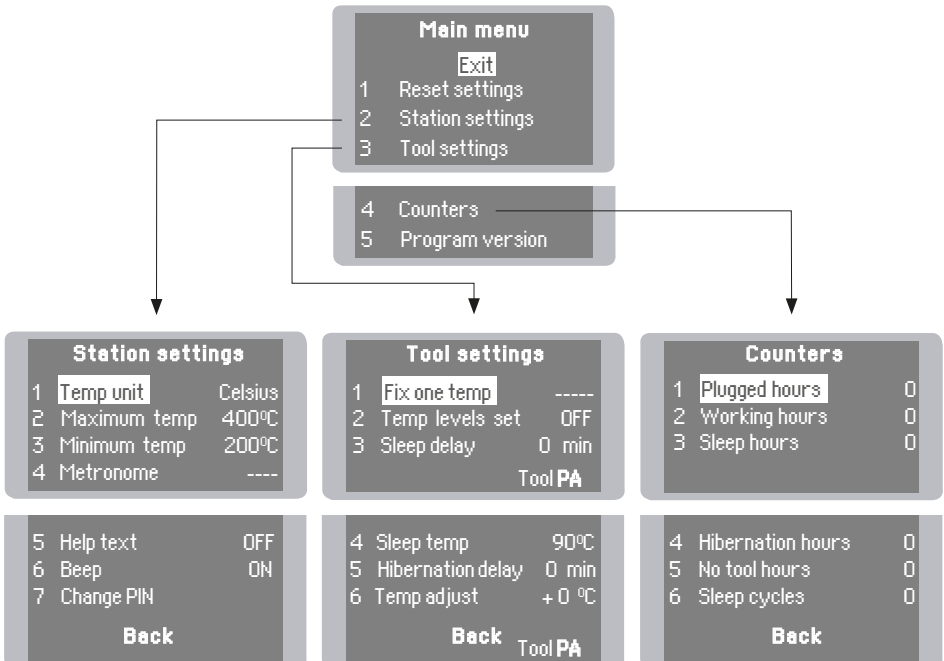 Main menu
Exit
1 Reset settings
2 Station settings
3 Tool settings
4 Counters
5 Program version
Station settings
1 Temp unit Celsius
2 Maximum temp 400ºC
3 Minimum temp 200ºC
4 Metronome ----
5 Help text OFF
6 Beep ON
7 Change PIN
Back
Tool settings
1 Fix one temp -----
2 Temp levels set OFF
3 Sleep delay 0 min
Tool PA
4 Sleep temp 90ºC
5 Hibernation delay 0 min
6 Temp adjust + 0 ºC
Back Tool PA
Counters
1 Plugged hours 0
2 Working hours 0
3 Sleep hours 0
4 Hibernation hours 0
5 No tool hours 0
6 Sleep cycles 0
Back